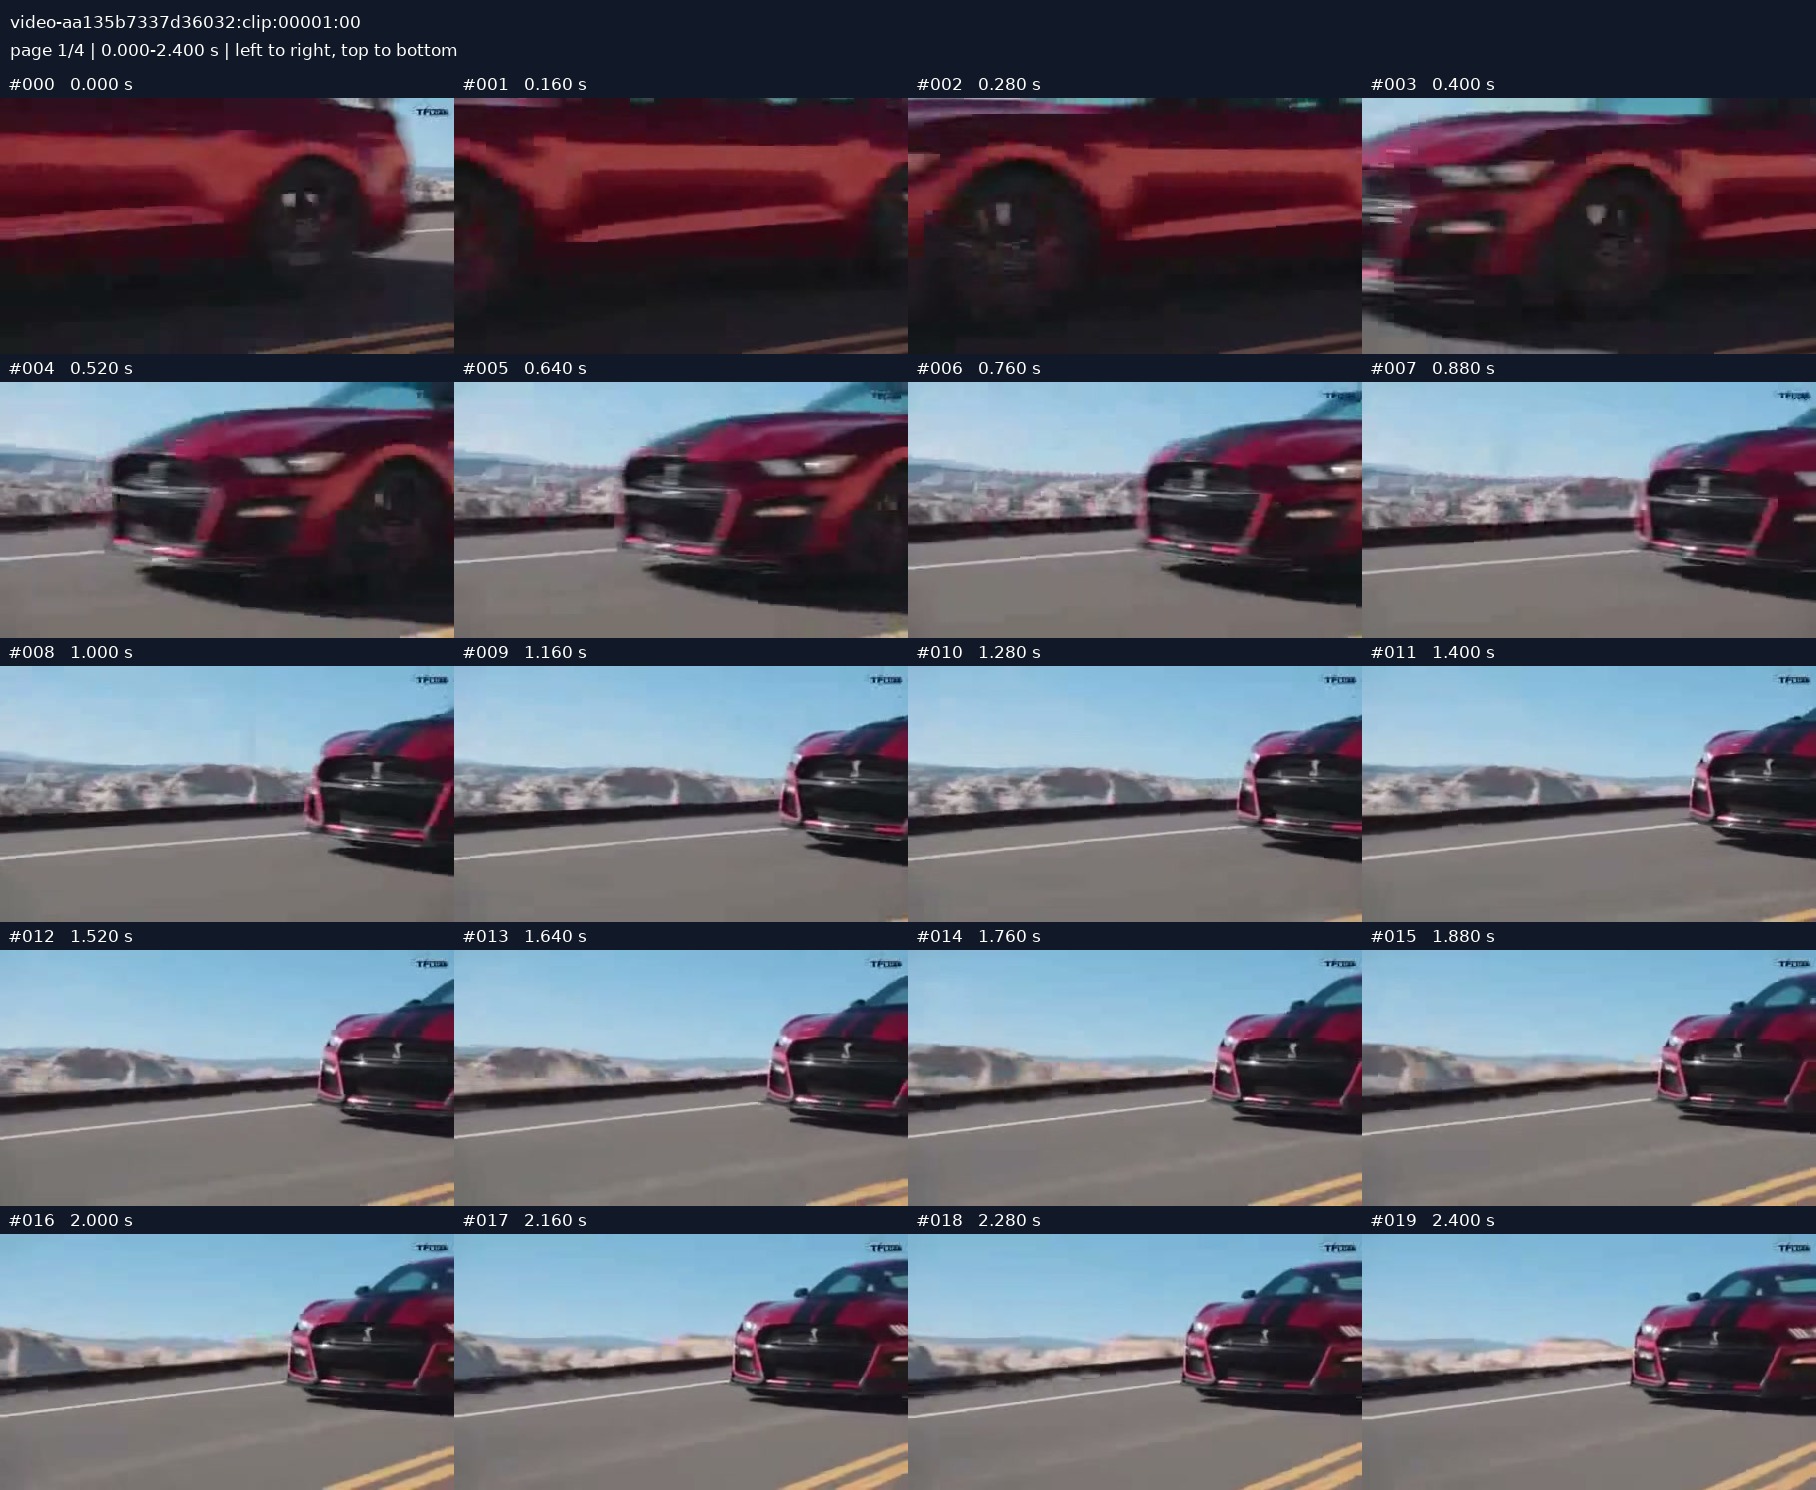 video-aa135b7337d36032:clip:00001:00
page 1/4 | 0.000-2.400 s | left to right, top to bottom
#000 0.000 s
#001 0.160 s
#002 0.280 s
#003 0.400 s
#004 0.520 s
#005 0.640 s
#006 0.760 s
#007 0.880 s
#008 1.000 s
#009 1.160 s
#010 1.280 s
#011 1.400 s
#012 1.520 s
#013 1.640 s
#014 1.760 s
#015 1.880 s
#016 2.000 s
#017 2.160 s
#018 2.280 s
#019 2.400 s